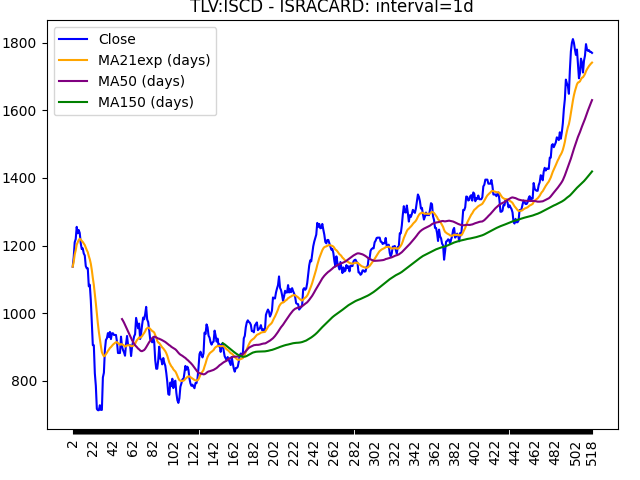 TLV:ISCD - ISRACARD: interval=1d
Close
MA21exp (days)
MA50 (days)
MA150 (days)
1800
1600
1400
1200
1000
800
2 22 42 62 82 102 122 142 162 182 202 222 242 262 282 302 322 342 362 382 402 422 442 462 482 502 518